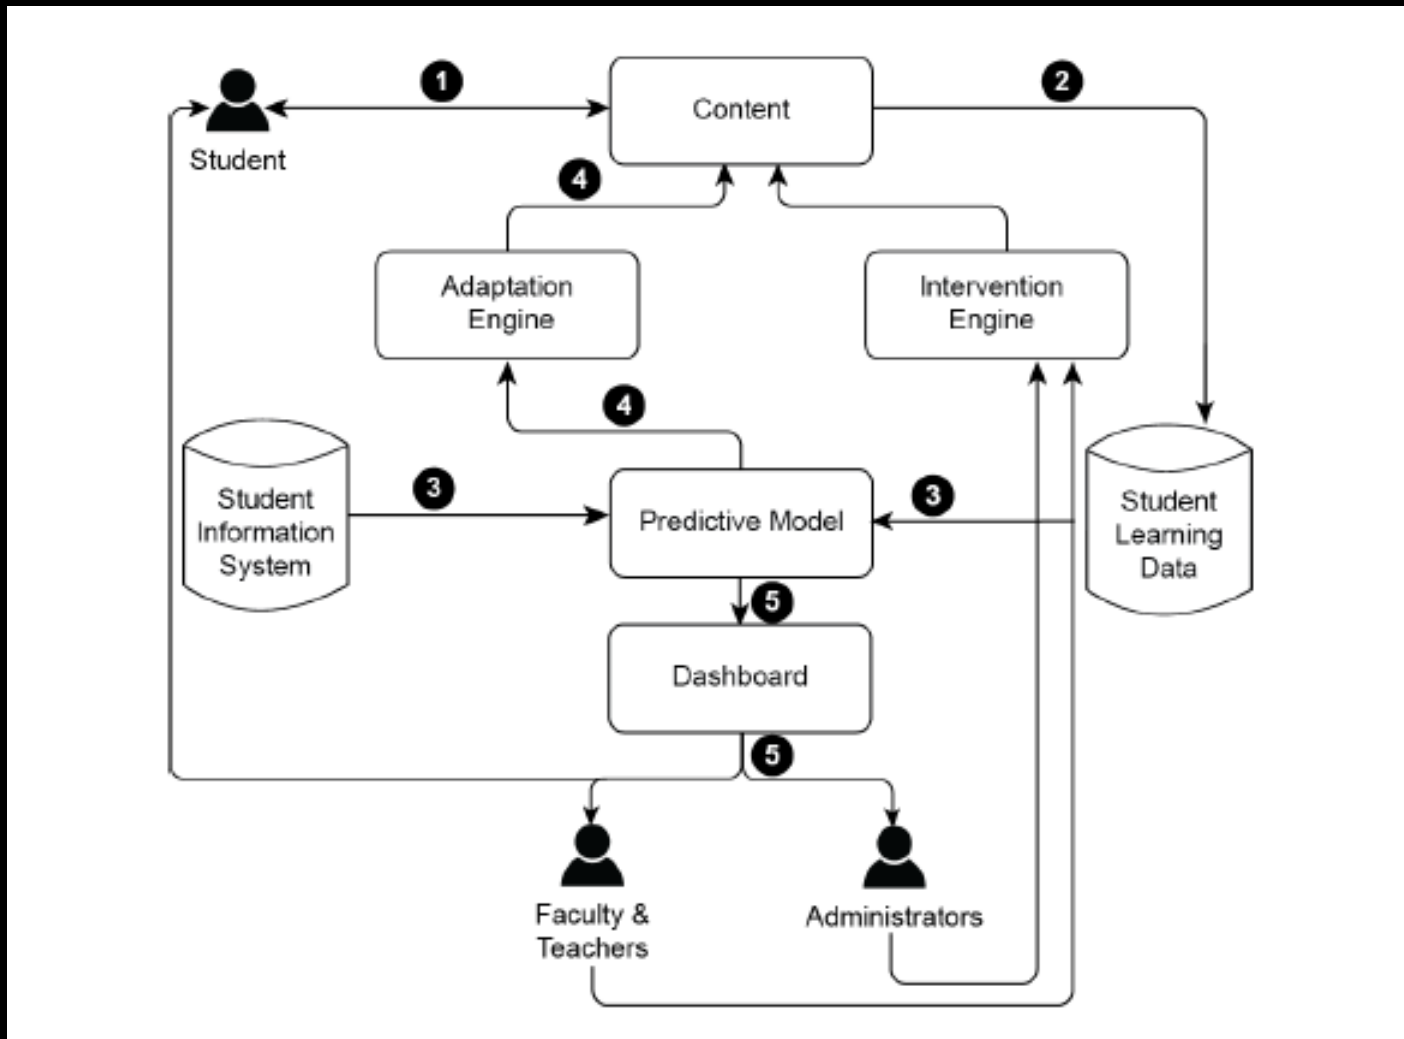 1
2
Content
Student
4
Adaptation
Engine
Intervention
Engine
4
Student
Information
System
3
Predictive Model
3
Student
Learning
Data
5
Dashboard
5
Faculty &
Teachers
Administrators